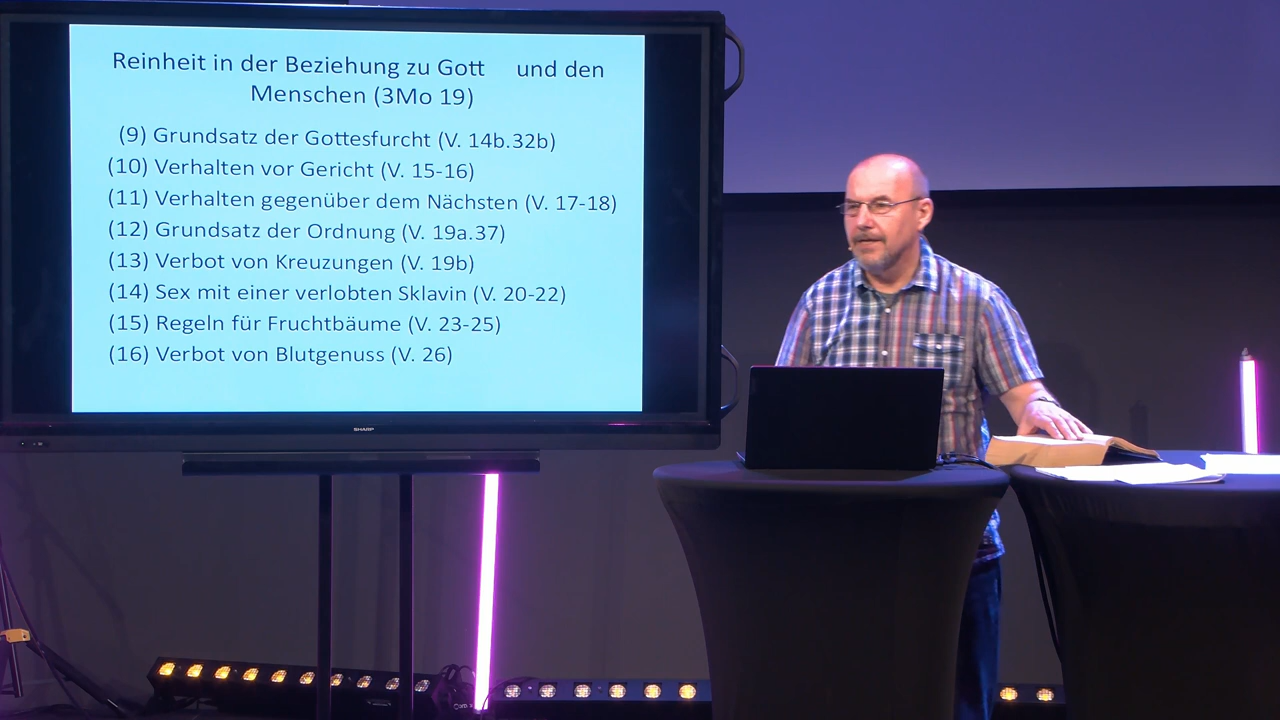 Reinheit in der Beziehung zu Gott und den
Menschen (3Mo 19)
(9) Grundsatz der Gottesfurcht (V. 14b.32b)
(10) Verhalten vor Gericht (V. 15-16)
(11) Verhalten gegenüber dem Nächsten (V. 17-18)
(12) Grundsatz der Ordnung (V. 19a.37)
(13) Verbot von Kreuzungen (V. 19b)
(14) Sex mit einer verlobten Sklavin (V. 20-22)
(15) Regeln für Fruchtbäume (V. 23-25)
(16) Verbot von Blutgenuss (V. 26)
SHARP